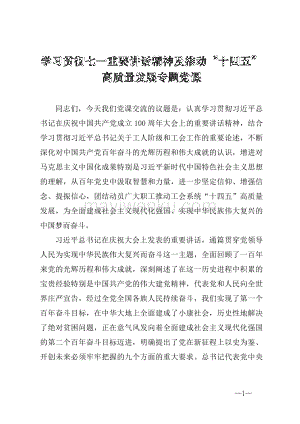 学习贯彻七一重要讲话精神及推动“十四五”
高质量发展专题党课
同志们，今天我们党课交流的议题是：认真学习贯彻习近平总
书记在庆祝中国共产党成立 100 周年大会上的重要讲话精神，结合
学习贯彻习近平总书记关于工人阶级和工会工作的重要论述，不断
深化对中国共产党百年奋斗的光辉历程和伟大成就的认识，增进对
马克思主义中国化成果特别是习近平新时代中国特色社会主义思想
的理解，从百年党史中汲取智慧和力量，进一步坚定信仰、增强信
念、提振信心，团结动员广大职工推动工会系统“十四五”高质量
发展，为全面建成社会主义现代化强国、实现中华民族伟大复兴的
中国梦而奋斗。
习近平总书记在庆祝大会上发表的重要讲话，通篇贯穿党领导
人民为实现中华民族伟大复兴奋斗这一主题，全面回顾了一百年
来党的光辉历程和伟大成就，深刻阐述了在这一历史进程中积累的
宝贵经验特别是中国共产党的伟大建党精神，代表党和人民向全世
界庄严宣告，经过全党全国各族人民持续奋斗，我们实现了第一个
百年奋斗目标，在中华大地上全面建成了小康社会，历史性地解决
了绝对贫困问题，正在意气风发向着全面建成社会主义现代化强国
的第二个百年奋斗目标迈进，明确提出了党在新征程上以史为鉴、
开创未来必须牢牢把握的九个方面的重大要求。总书记代表党中央
—1—